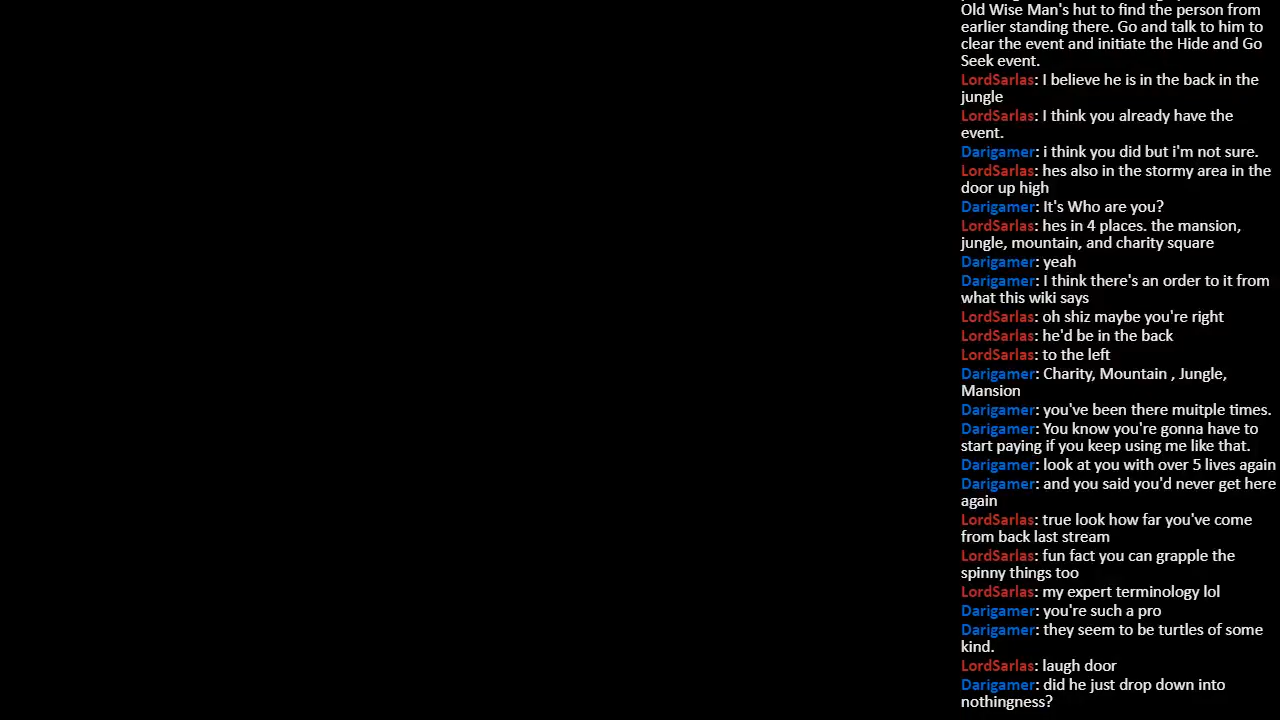 Old Wise Man's hut to find the person from
earlier standing there. Go and talk to him to
clear the event and initiate the Hide and Go
Seek event.
LordSarlas: I believe he is in the back in the
jungle
LordSarlas: I think you already have the
event.
Darigamer: i think you did but i'm not sure.
LordSarlas: hes also in the stormy area in the
door up high
Darigamer: It's Who are you?
LordSarlas: hes in 4 places. the mansion,
jungle, mountain, and charity square
Darigamer: yeah
Darigamer: I think there's an order to it from
what this wiki says
LordSarlas: oh shiz maybe you're right
LordSarlas: he'd be in the back
LordSarlas: to the left
Darigamer: Charity, Mountain , Jungle,
Mansion
Darigamer: you've been there muitple times.
Darigamer: You know you're gonna have to
start paying if you keep using me like that.
Darigamer: look at you with over 5 lives again
Darigamer: and you said you'd never get here
again
LordSarlas: true look how far you've come
from back last stream
LordSarlas: fun fact you can grapple the
spinny things too
LordSarlas: my expert terminology lol
Darigamer: you're such a pro
Darigamer: they seem to be turtles of some
kind.
LordSarlas: laugh door
Darigamer: did he just drop down into
nothingness?